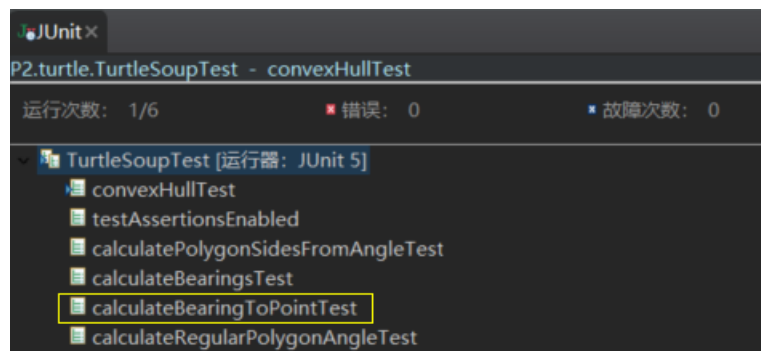 JUnit ×
P2.turtle.TurtleSoupTest - convexHullTest
运行次数： 1/6 错误： 0 故障次数： 0
TurtleSoupTest [运行器：JUnit 5]
convexHullTest
testAssertionsEnabled
calculatePolygonSidesFromAngleTest
calculateBearingsTest
calculateBearingToPointTest
calculateRegularPolygonAngleTest